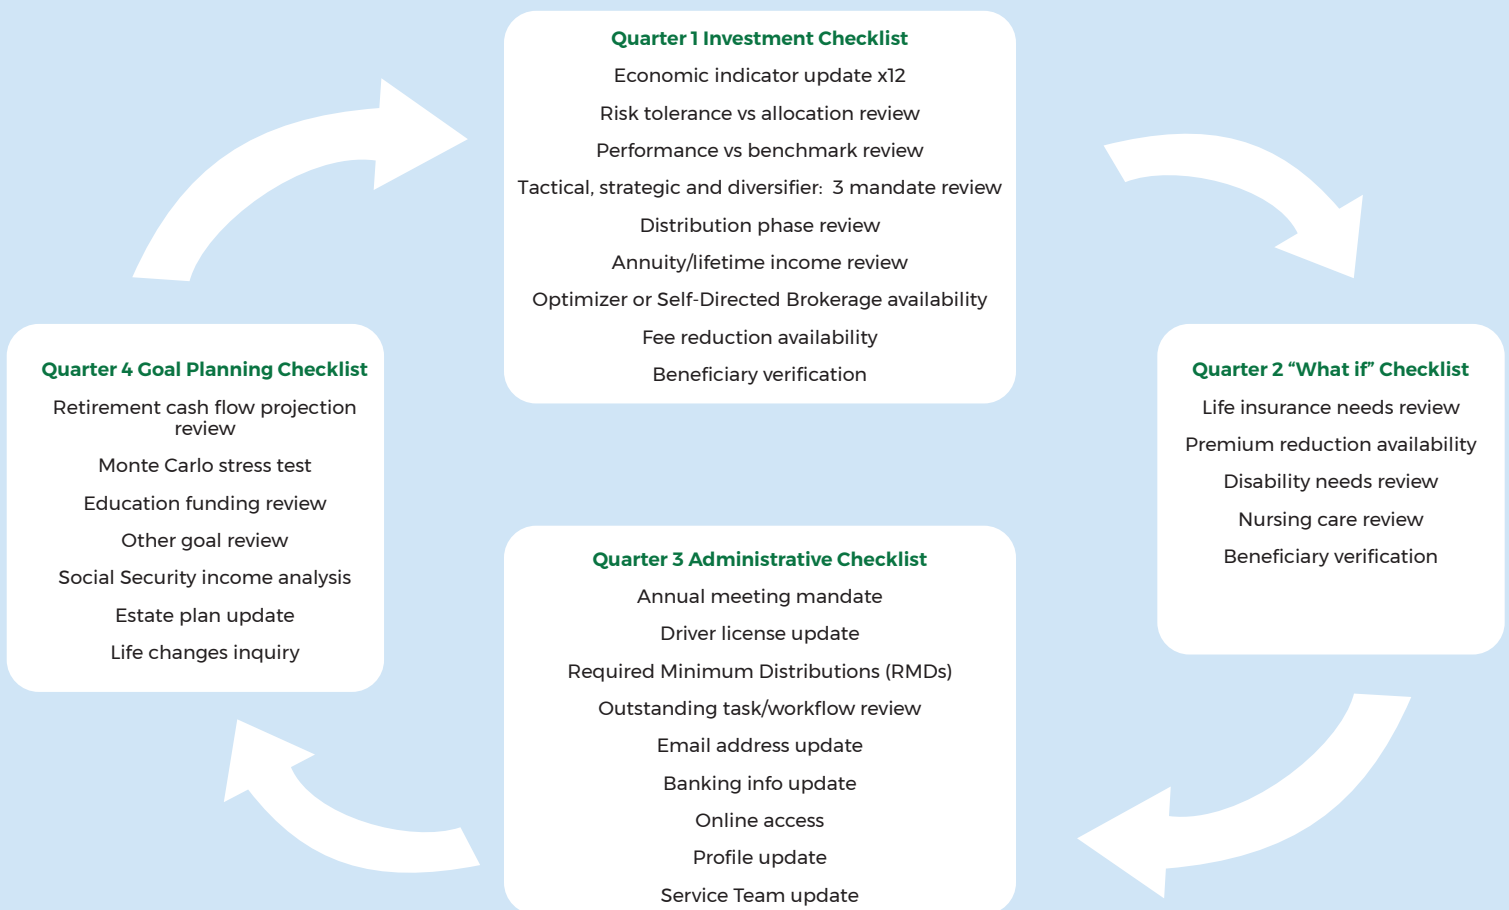 Quarter 1 Investment Checklist
Economic indicator update x12
Risk tolerance vs allocation review
Performance vs benchmark review
Tactical, strategic and diversifier: 3 mandate review
Distribution phase review
Annuity/lifetime income review
Optimizer or Self-Directed Brokerage availability
Fee reduction availability
Beneficiary verification
Quarter 2 “What if” Checklist
Life insurance needs review
Premium reduction availability
Disability needs review
Nursing care review
Beneficiary verification
Quarter 3 Administrative Checklist
Annual meeting mandate
Driver license update
Required Minimum Distributions (RMDs)
Outstanding task/workflow review
Email address update
Banking info update
Online access
Profile update
Service Team update
Quarter 4 Goal Planning Checklist
Retirement cash flow projection
review
Monte Carlo stress test
Education funding review
Other goal review
Social Security income analysis
Estate plan update
Life changes inquiry